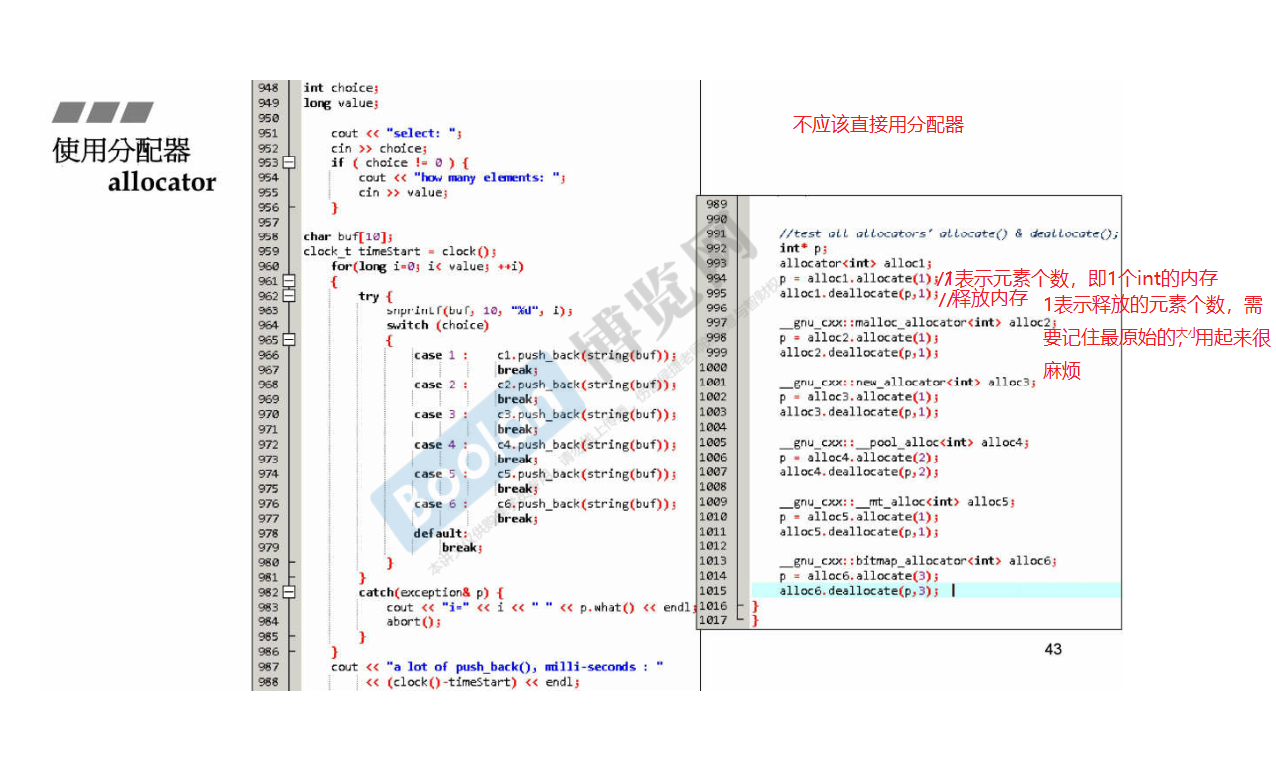 使用分配器
allocator
948 int choice;
949 long value;
950
951 cout << "select: ";
952 cin >> choice;
953 if ( choice != 0 ) {
954 cout << "how many elements: ";
955 cin >> value;
956 }
957
958 char buf[10];
959 clock_t timeStart = clock();
960 for(long i=0; i< value; ++i)
961 {
962 try {
963 snprintf(buf, 10, "%d", i);
964 switch (choice)
965 {
966 case 1 : c1.push_back(string(buf));
967 break;
968 case 2 : c2.push_back(string(buf));
969 break;
970 case 3 : c3.push_back(string(buf));
971 break;
972 case 4 : c4.push_back(string(buf));
973 break;
974 case 5 : c5.push_back(string(buf));
975 break;
976 case 6 : c6.push_back(string(buf));
977 break;
978 default:
979 break;
980 }
981 }
982 catch(exception& p) {
983 cout << "i=" << i << " " << p.what() << endl;
984 abort();
985 }
986 }
987 cout << "a lot of push_back(), milli-seconds : "
988 << (clock()-timeStart) << endl;
不应该直接用分配器
989
990
991 //test all allocators' allocate() & deallocate();
992 int* p;
993 allocator<int> alloc1;
994 p = alloc1.allocate(1); //1表示元素个数，即1个int的内存
995 alloc1.deallocate(p,1); //释放内存
1表示释放的元素个数，需
要记住最原始的大小，用起来很
麻烦
996
997 __gnu_cxx::malloc_allocator<int> alloc2;
998 p = alloc2.allocate(1);
999 alloc2.deallocate(p,1);
1000
1001 __gnu_cxx::new_allocator<int> alloc3;
1002 p = alloc3.allocate(1);
1003 alloc3.deallocate(p,1);
1004
1005 __gnu_cxx::__pool_alloc<int> alloc4;
1006 p = alloc4.allocate(2);
1007 alloc4.deallocate(p,2);
1008
1009 __gnu_cxx::__mt_alloc<int> alloc5;
1010 p = alloc5.allocate(1);
1011 alloc5.deallocate(p,1);
1012
1013 __gnu_cxx::bitmap_allocator<int> alloc6;
1014 p = alloc6.allocate(3);
1015 alloc6.deallocate(p,3);
1016 }
1017 }
43
Boolan 博览网